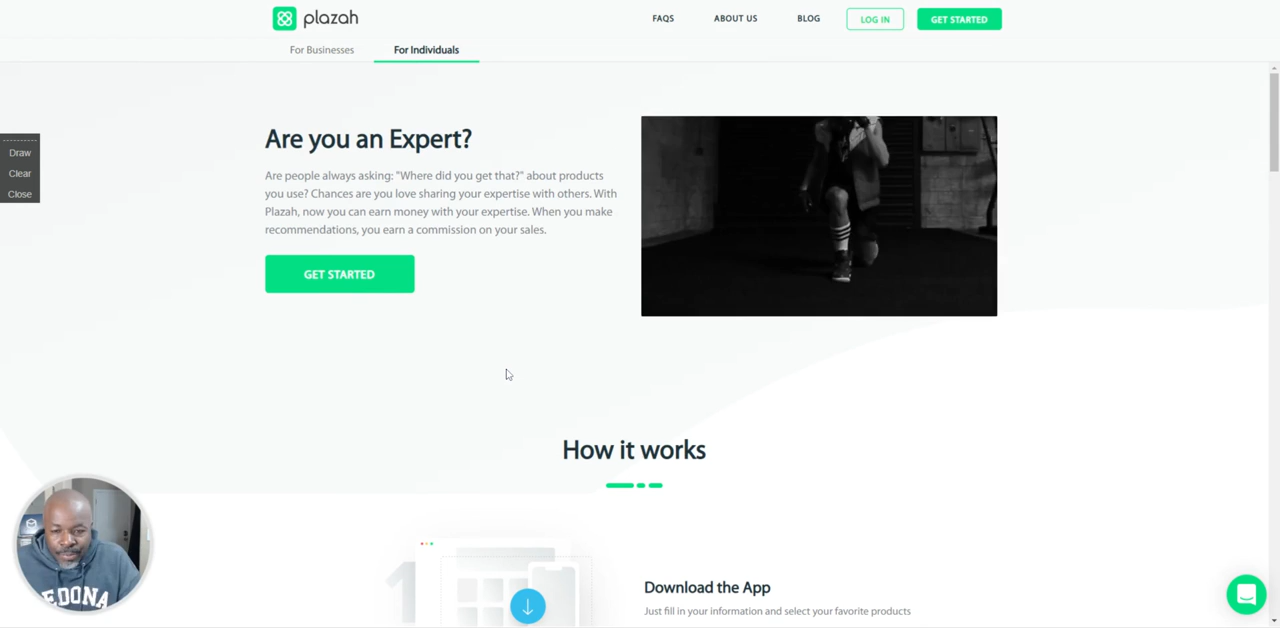 plazah
FAQS
ABOUT US
BLOG
LOG IN
GET STARTED
For Businesses
For Individuals
Draw
Clear
Close
Are you an Expert?
Are people always asking: "Where did you get that?" about products
you use? Chances are you love sharing your expertise with others. With
Plazah, now you can earn money with your expertise. When you make
recommendations, you earn a commission on your sales.
GET STARTED
How it works
1
Download the App
Just fill in your information and select your favorite products
EDONA